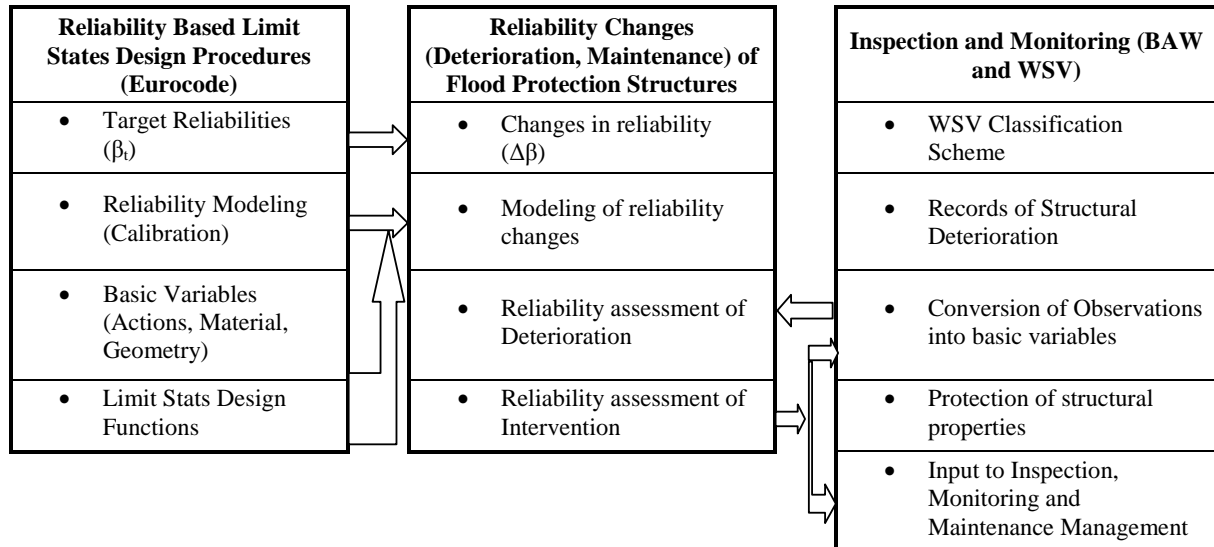 Reliability Based Limit
States Design Procedures
(Eurocode)
• Target Reliabilities
(βₜ)
• Reliability Modeling
(Calibration)
• Basic Variables
(Actions, Material,
Geometry)
• Limit Stats Design
Functions
Reliability Changes
(Deterioration, Maintenance) of
Flood Protection Structures
• Changes in reliability
(Δβ)
• Modeling of reliability
changes
• Reliability assessment of
Deterioration
• Reliability assessment of
Intervention
Inspection and Monitoring (BAW
and WSV)
• WSV Classification
Scheme
• Records of Structural
Deterioration
• Conversion of Observations
into basic variables
• Protection of structural
properties
• Input to Inspection,
Monitoring and
Maintenance Management